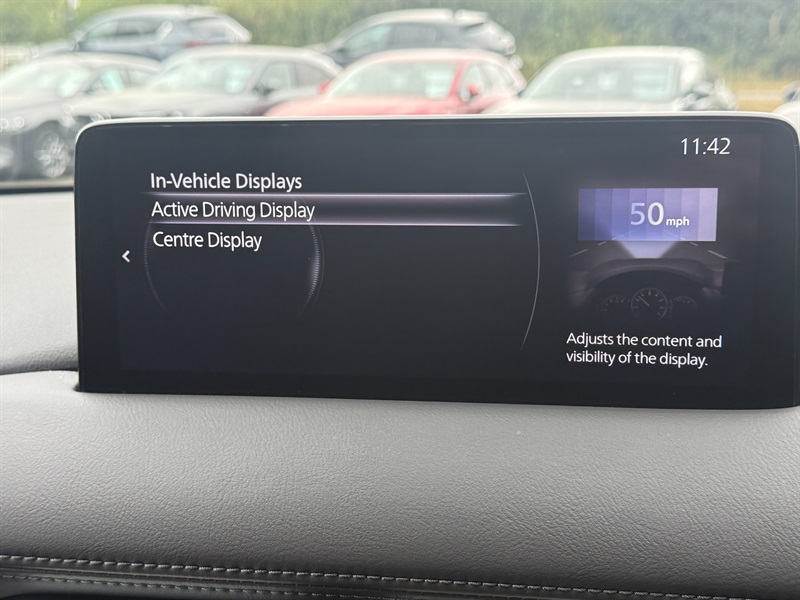 11:42
In-Vehicle Displays
Active Driving Display
Centre Display
50 mph
Adjusts the content and
visibility of the display.